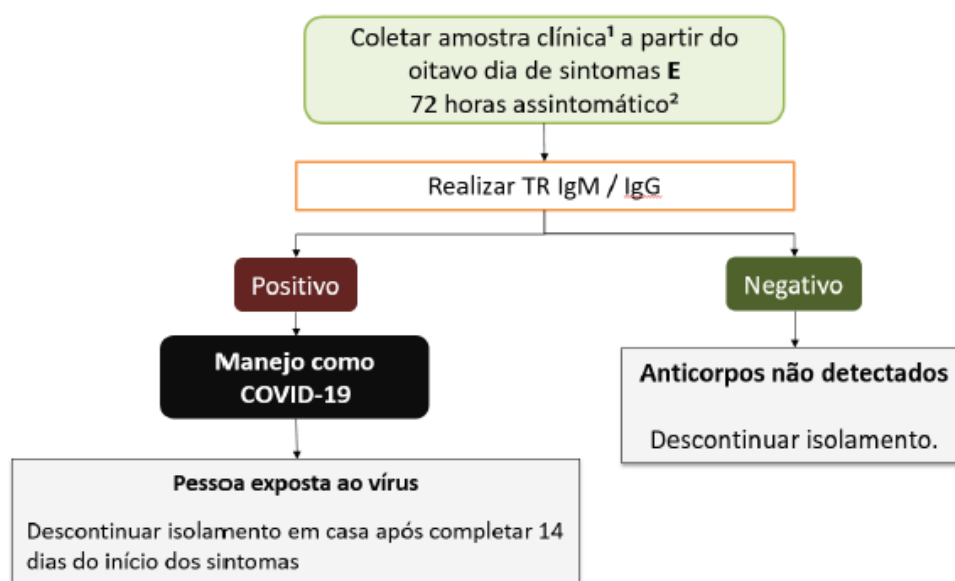 Coletar amostra clínica¹ a partir do
oitavo dia de sintomas E
72 horas assintomático²
Realizar TR IgM / IgG
Positivo
Negativo
Manejo como
COVID-19
Anticorpos não detectados
Descontinuar isolamento.
Pessoa exposta ao vírus
Descontinuar isolamento em casa após completar 14
dias do início dos sintomas